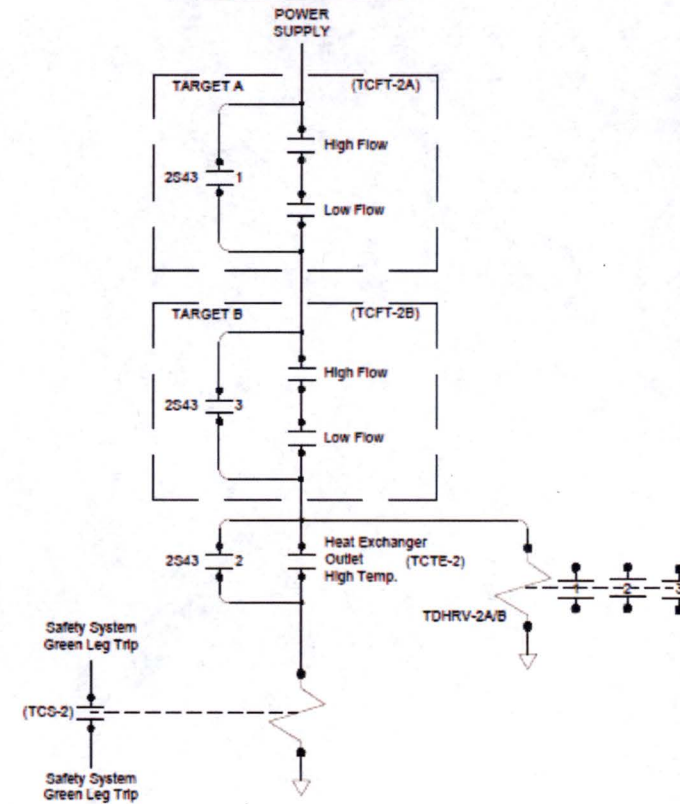 POWER
SUPPLY
TARGET A
(TCFT-2A)
High Flow
2S43
1
Low Flow
TARGET B
(TCFT-2B)
High Flow
2S43
3
Low Flow
2S43
2
Heat Exchanger
Outlet
High Temp.
(TCTE-2)
1
2
3
TDHRV-2A/B
Safety System
Green Leg Trip
(TCS-2)
Safety System
Green Leg Trip